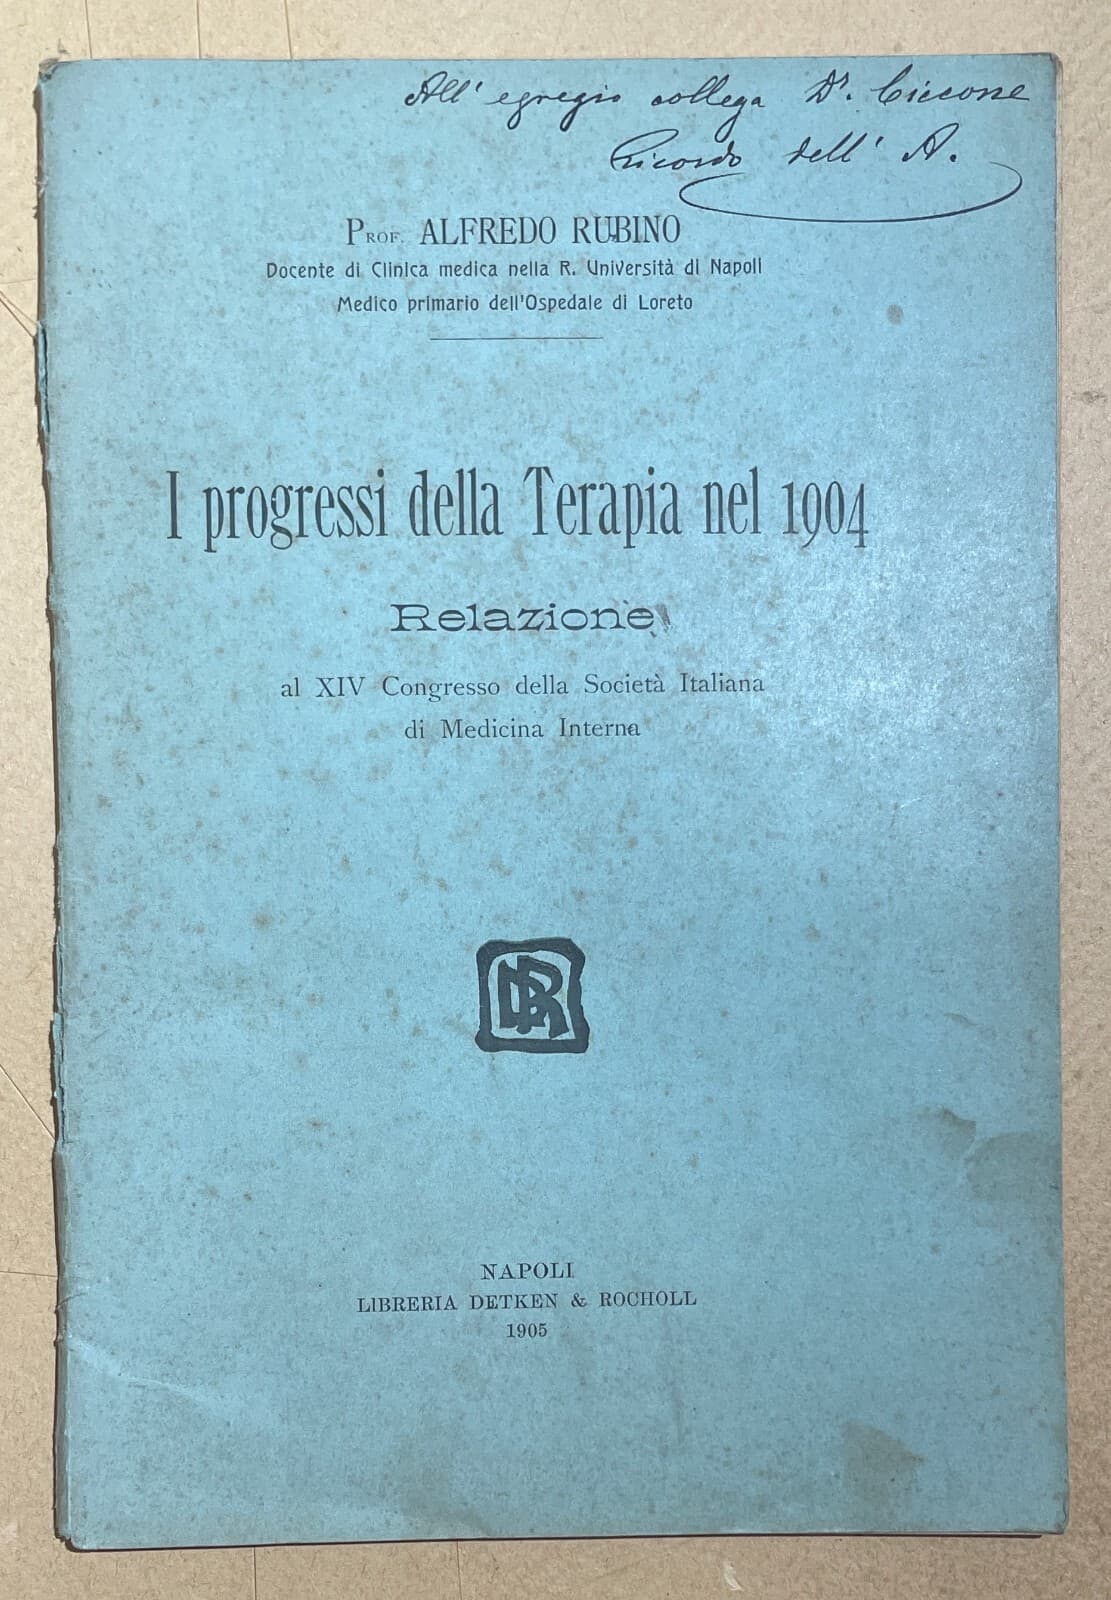 All' egregio collega Dr. Ciccone
Ricordo dell' A.
Prof. ALFREDO RUBINO
Docente di Clinica medica nella R. Università di Napoli
Medico primario dell'Ospedale di Loreto
I progressi della Terapia nel 1904
Relazione
al XIV Congresso della Società Italiana
di Medicina Interna
DR
NAPOLI
LIBRERIA DETKEN & ROCHOLL
1905